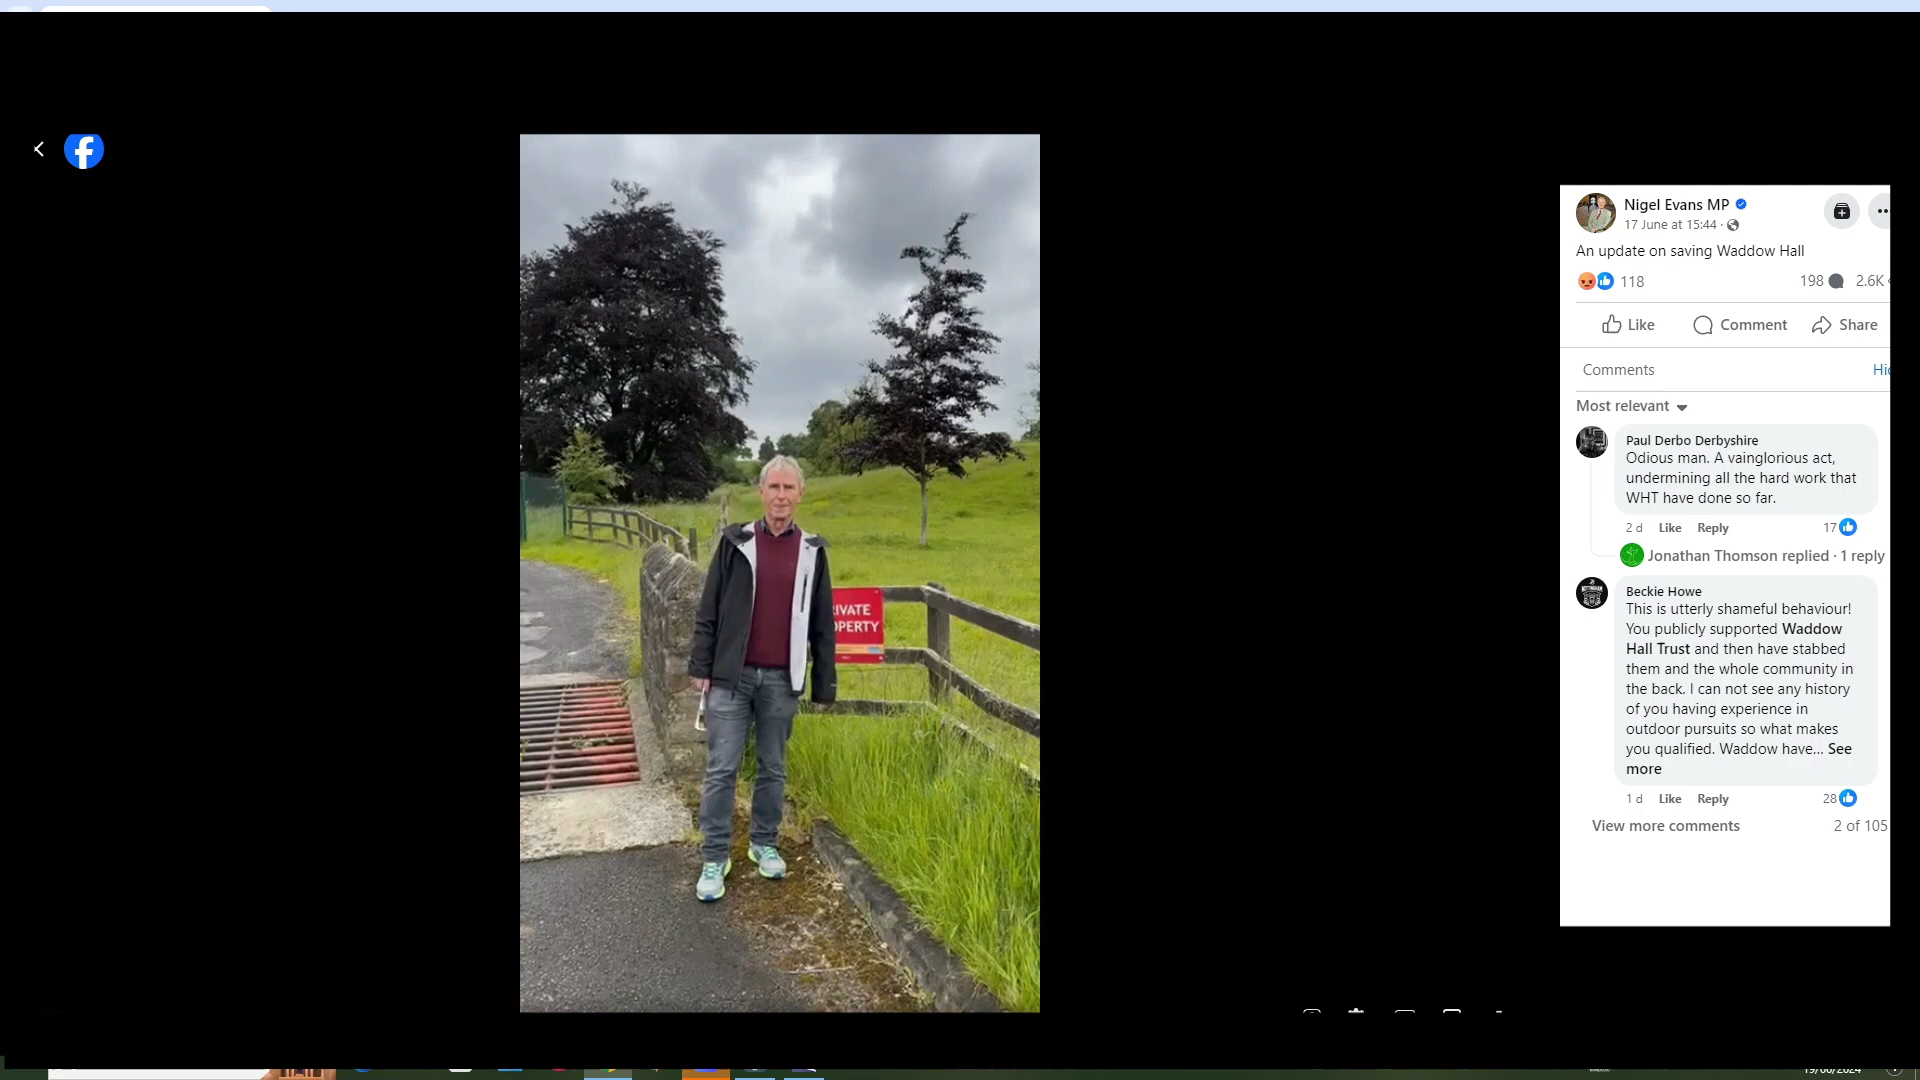 Nigel Evans MP
17 June at 15:44 ·
An update on saving Waddow Hall
118
198
2.6K
Like
Comment
Share
Comments
Hid
Most relevant
Paul Derbo Derbyshire
Odious man. A vainglorious act,
undermining all the hard work that
WHT have done so far.
2 d Like Reply 17
Jonathan Thomson replied · 1 reply
Beckie Howe
This is utterly shameful behaviour!
You publicly supported Waddow
Hall Trust and then have stabbed
them and the whole community in
the back. I can not see any history
of you having experience in
outdoor pursuits so what makes
you qualified. Waddow have... See
more
1 d Like Reply 28
View more comments 2 of 105
IVATE
OPERTY
19/06/2024